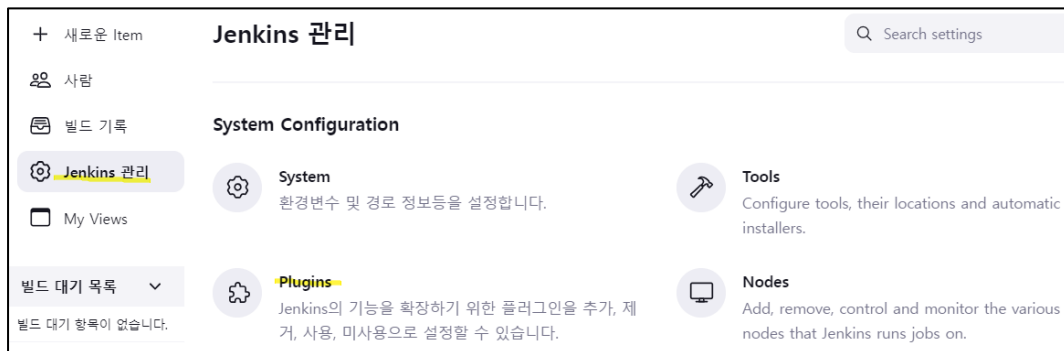 새로운 Item
사람
빌드 기록
Jenkins 관리
My Views
빌드 대기 목록
빌드 대기 항목이 없습니다.
Jenkins 관리
Search settings
System Configuration
System
환경변수 및 경로 정보등을 설정합니다.
Tools
Configure tools, their locations and automatic
installers.
Plugins
Jenkins의 기능을 확장하기 위한 플러그인을 추가, 제
거, 사용, 미사용으로 설정할 수 있습니다.
Nodes
Add, remove, control and monitor the various
nodes that Jenkins runs jobs on.